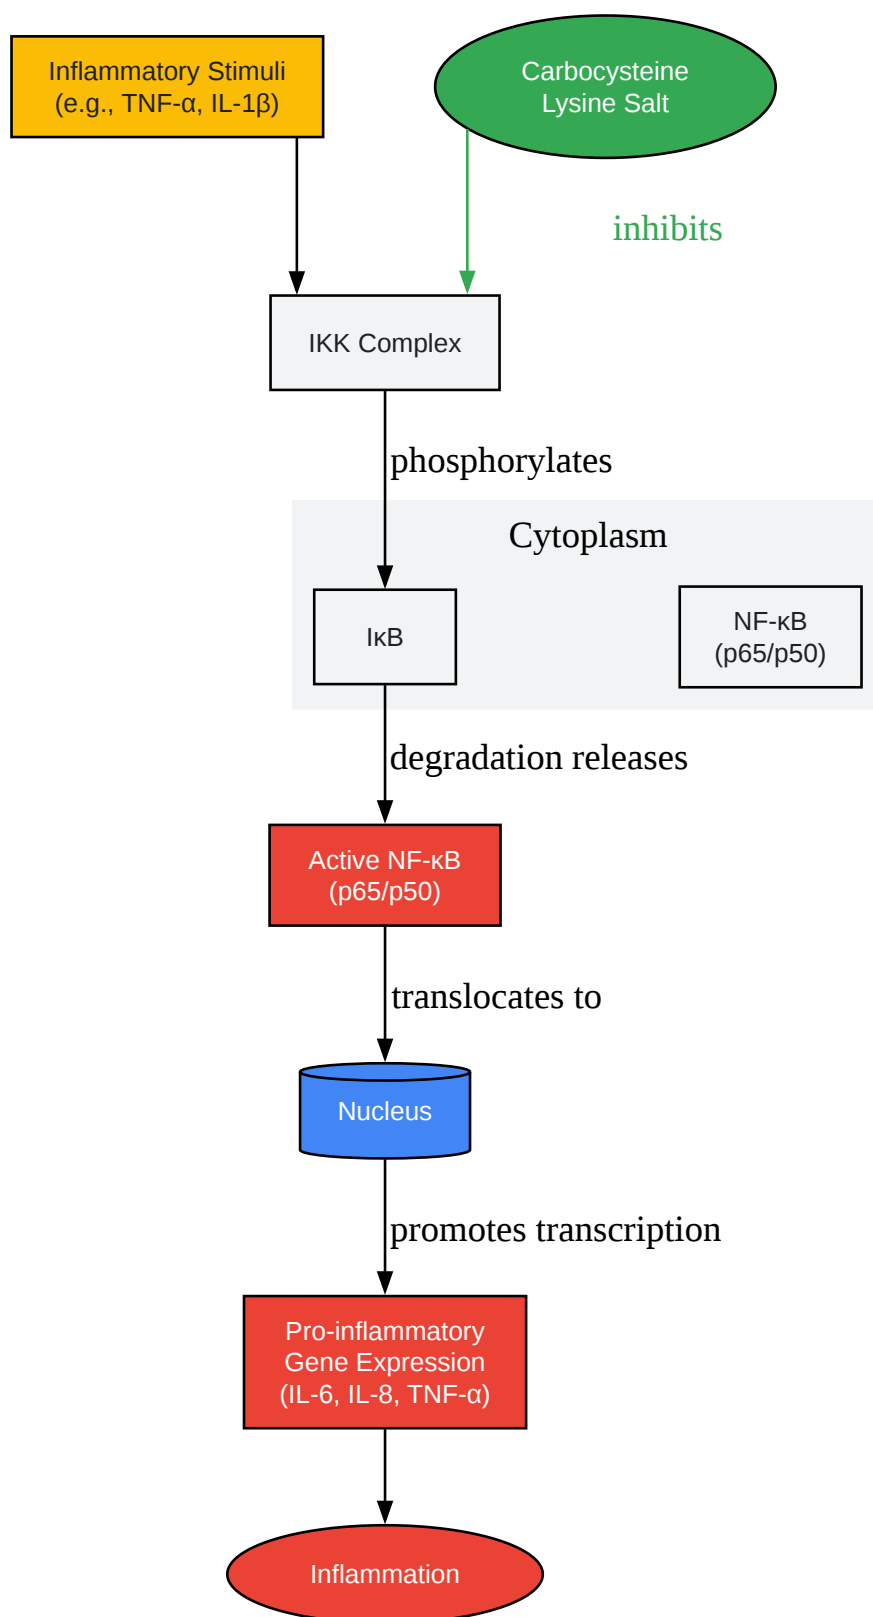 Inflammatory Stimuli
(e.g., TNF-α, IL-1β)
Carbocysteine
Lysine Salt
inhibits
IKK Complex
phosphorylates
Cytoplasm
IκB
NF-κB
(p65/p50)
degradation releases
Active NF-κB
(p65/p50)
translocates to
Nucleus
promotes transcription
Pro-inflammatory
Gene Expression
(IL-6, IL-8, TNF-α)
Inflammation